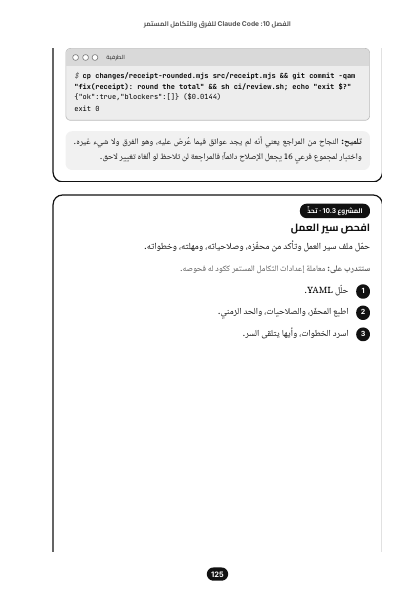 الفصل 10: Claude Code للفرق والتكامل المستمر
الطرفية
$ cp changes/receipt-rounded.mjs src/receipt.mjs && git commit -qam
"fix(receipt): round the total" && sh ci/review.sh; echo "exit $?"
{"ok":true,"blockers":[]} ($0.0144)
exit 0
تلميح: النجاح من المراجع يعني أنه لم يجد عوائق فيما عُرض عليه، وهو الفرق ولا شيء غيره.
واختبار لمجموع فرعي 16 يجعل الإصلاح دائماً؛ فالمراجعة لن تلاحظ لو ألغاه تغيير لاحق.
المشروع 10.3 · تحدٍّ
افحص سير العمل
حمّل ملف سير العمل وتأكد من محفّزه، وصلاحياته، ومهلته، وخطواته.
ستتدرب على: معاملة إعدادات التكامل المستمر ككود له فحوصه.
1 حلّل YAML.
2 اطبع المحفّز، والصلاحيات، والحد الزمني.
3 اسرد الخطوات، وأيها يتلقى السر.
125